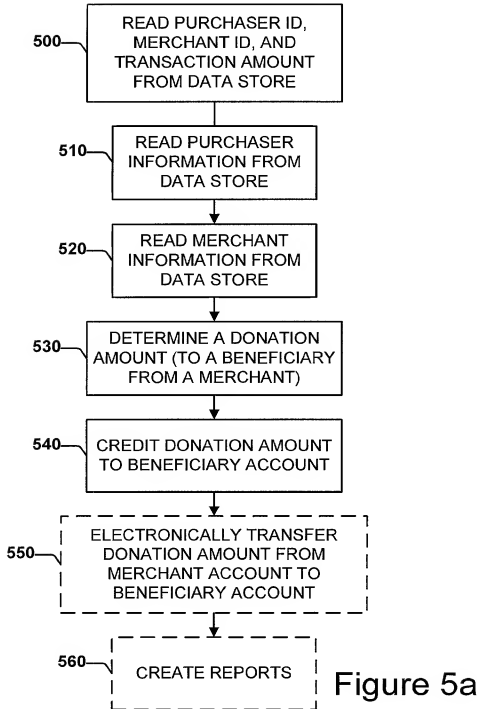 500
READ PURCHASER ID,
MERCHANT ID, AND
TRANSACTION AMOUNT
FROM DATA STORE
510
READ PURCHASER
INFORMATION FROM
DATA STORE
520
READ MERCHANT
INFORMATION FROM
DATA STORE
530
DETERMINE A DONATION
AMOUNT (TO A BENEFICIARY
FROM A MERCHANT)
540
CREDIT DONATION AMOUNT
TO BENEFICIARY ACCOUNT
550
ELECTRONICALLY TRANSFER
DONATION AMOUNT FROM
MERCHANT ACCOUNT TO
BENEFICIARY ACCOUNT
560
CREATE REPORTS
Figure 5a